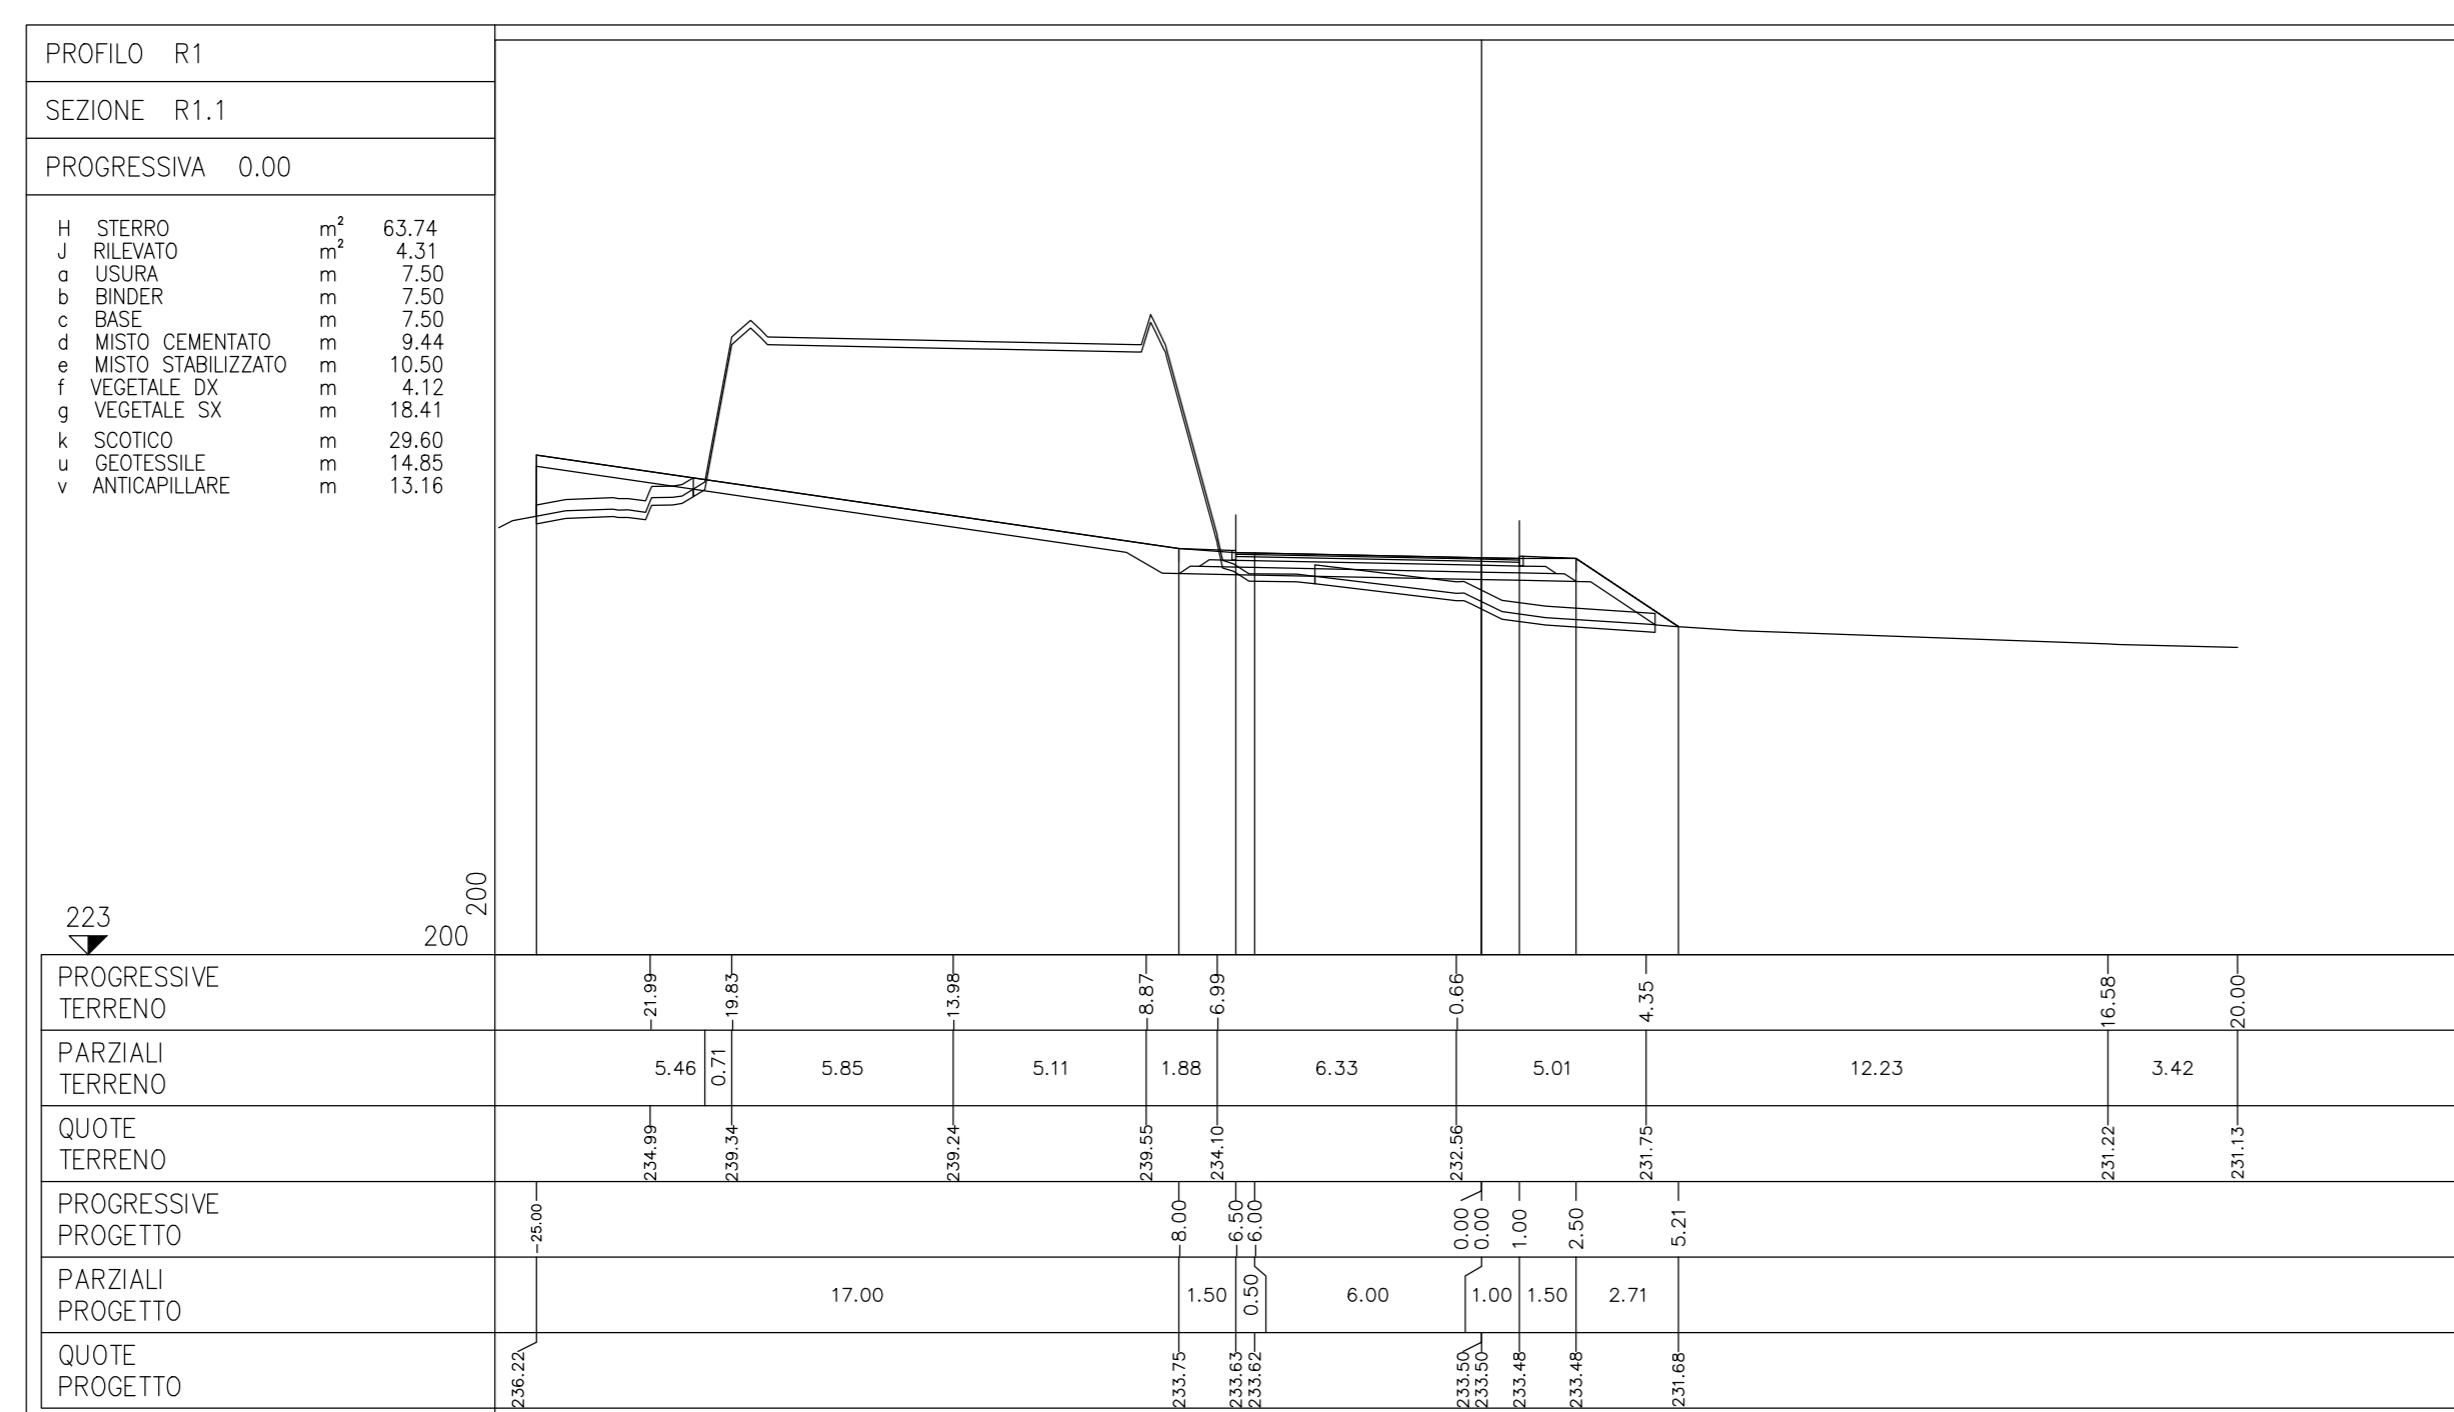 PROFILO R1
SEZIONE R1.1
PROGRESSIVA 0.00
H STERRO m² 63.74
J RILEVATO m² 4.31
a USURA m 7.50
b BINDER m 7.50
c BASE m 7.50
d MISTO CEMENTATO m 9.44
e MISTO STABILIZZATO m 10.50
f VEGETALE DX m 4.12
g VEGETALE SX m 18.41
k SCOTICO m 29.60
u GEOTESSILE m 14.85
v ANTICAPILLARE m 13.16
200
223
200
PROGRESSIVE
TERRENO
-21.99 -19.83 -13.98 -8.87 -6.99 -0.66 4.35 16.58 20.00
PARZIALI
TERRENO
5.46 0.71 5.85 5.11 1.88 6.33 5.01 12.23 3.42
QUOTE
TERRENO
234.99 239.34 239.24 239.55 234.10 232.56 231.75 231.22 231.13
PROGRESSIVE
PROGETTO
-25.00 -8.00 -6.50 -6.00 0.00 0.00 1.00 2.50 5.21
PARZIALI
PROGETTO
17.00 1.50 0.50 6.00 1.00 1.50 2.71
QUOTE
PROGETTO
236.22 233.75 233.63 233.62 233.50 233.50 233.48 233.48 231.68